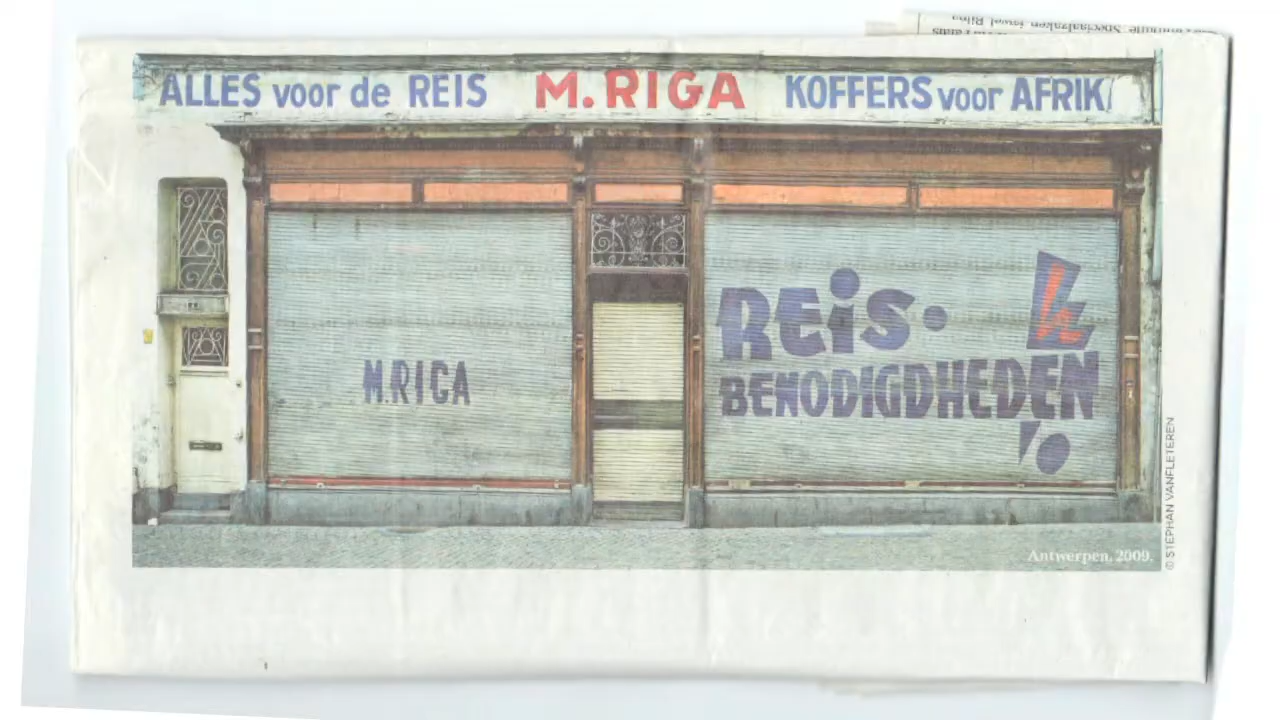 ALLES voor de REIS M.RIGA KOFFERS voor AFRIK
M.RIGA
REiS-
BENODIGDHEDEN
Antwerpen, 2009.
© STEPHAN VANFLETEREN